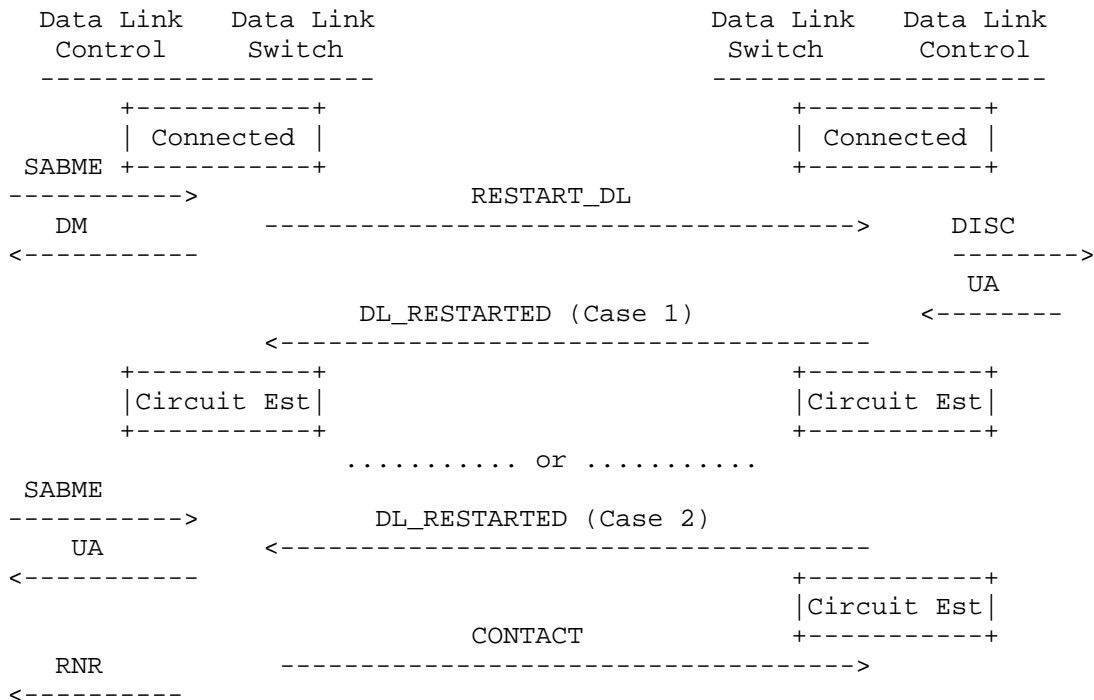 Data Link Data Link Data Link Data Link
Control Switch Switch Control
--------------------- ---------------------
+-----------+ +-----------+
| Connected | | Connected |
SABME +-----------+ +-----------+
-----------> RESTART_DL
DM -------------------------------------> DISC
<----------- -------->
UA
DL_RESTARTED (Case 1) <--------
<-------------------------------------
+-----------+ +-----------+
|Circuit Est| |Circuit Est|
+-----------+ +-----------+
........... or ...........
SABME
-----------> DL_RESTARTED (Case 2)
UA <-------------------------------------
<----------- +-----------+
|Circuit Est|
CONTACT +-----------+
RNR ------------------------------------>
<----------